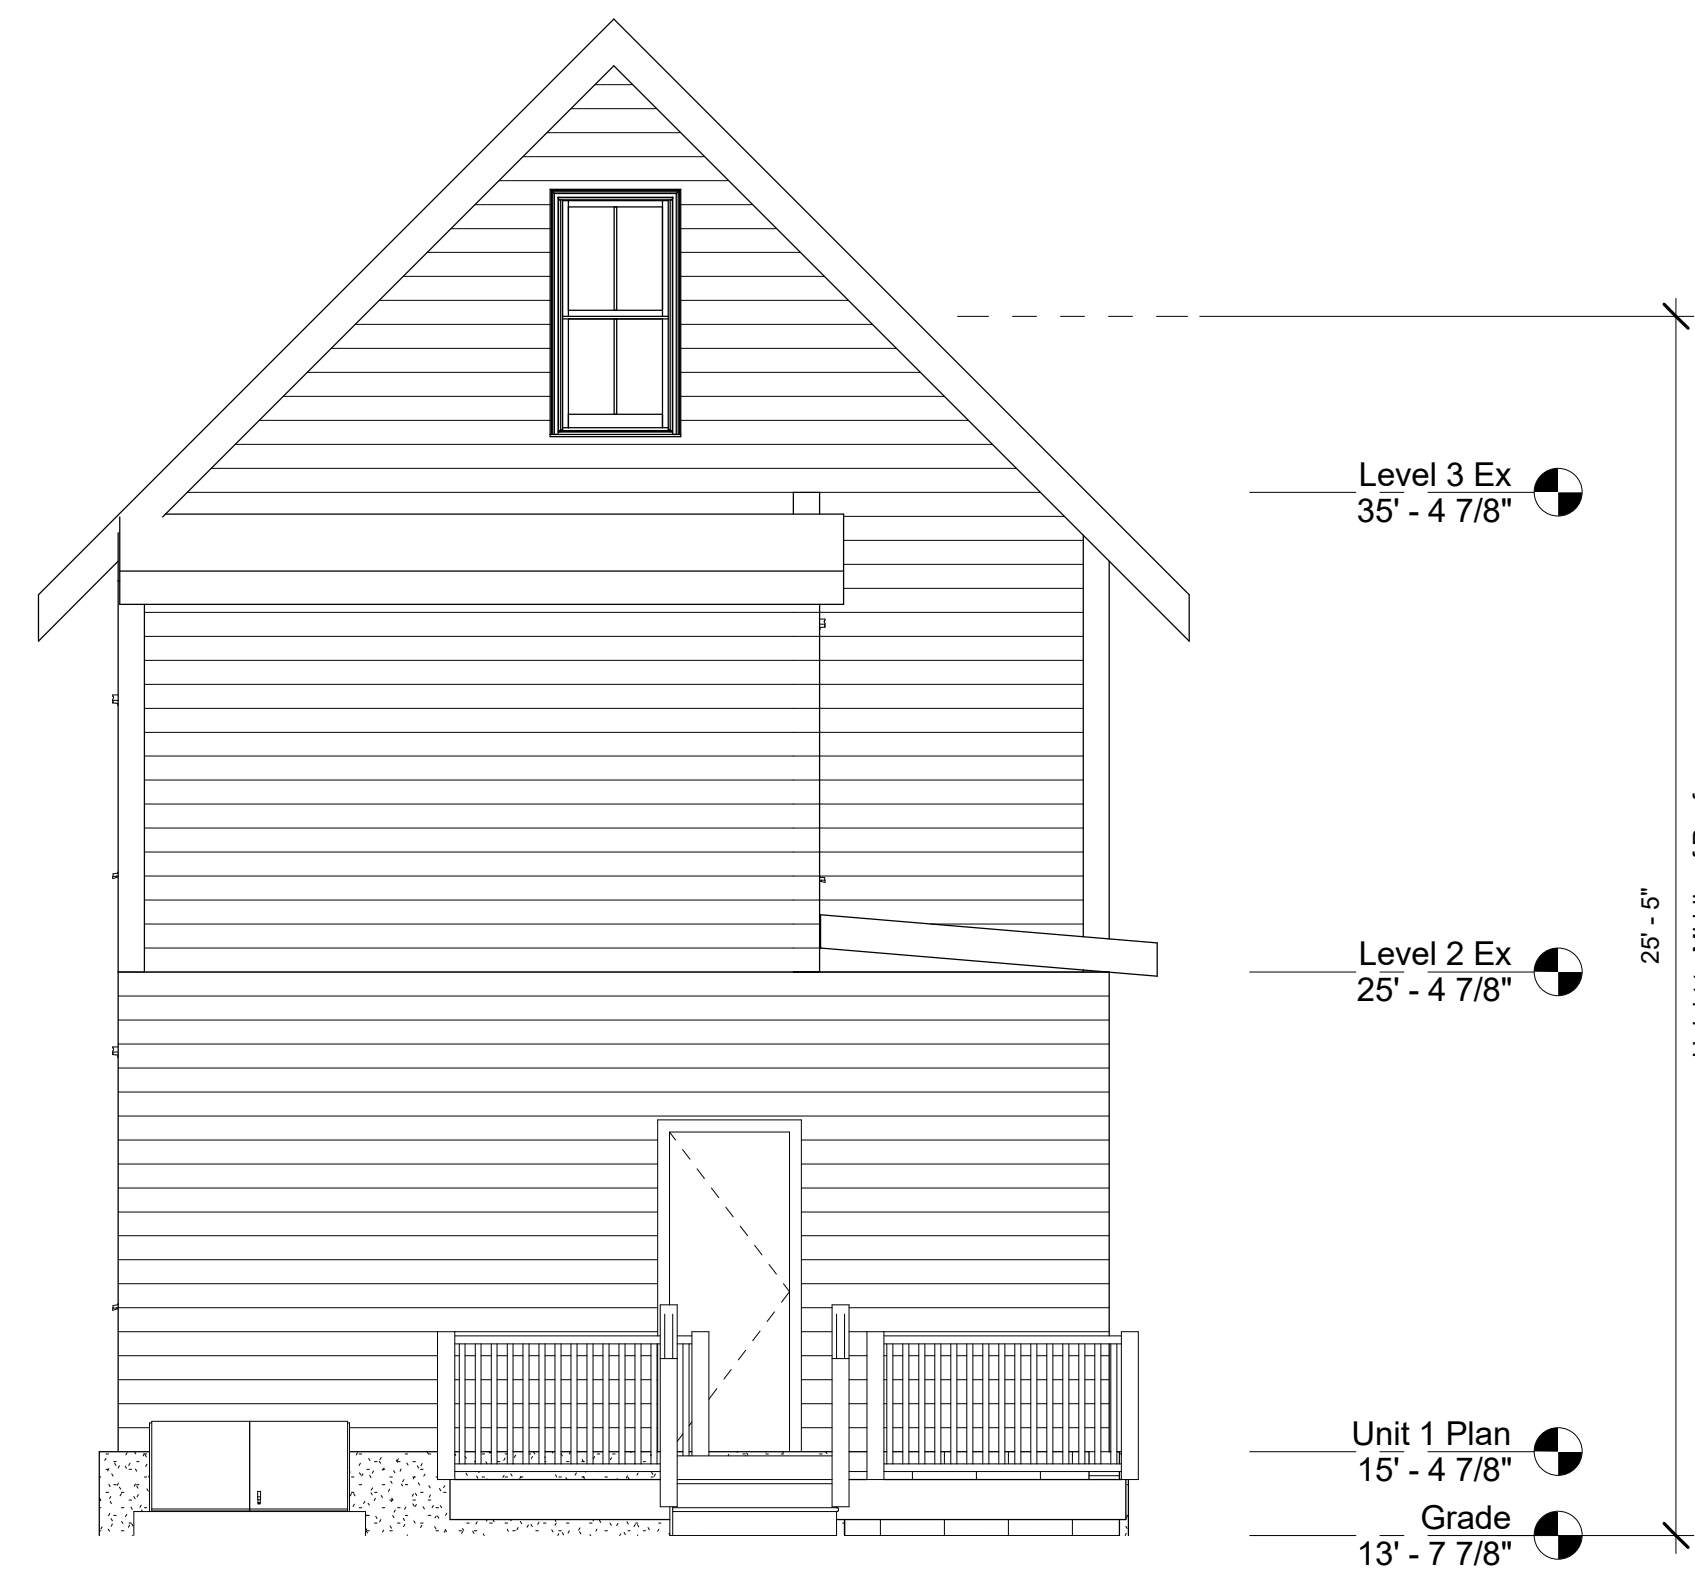 Level 3 Ex
35' - 4 7/8"
25' - 5"
Level 2 Ex
25' - 4 7/8"
Unit 1 Plan
15' - 4 7/8"
Grade
13' - 7 7/8"